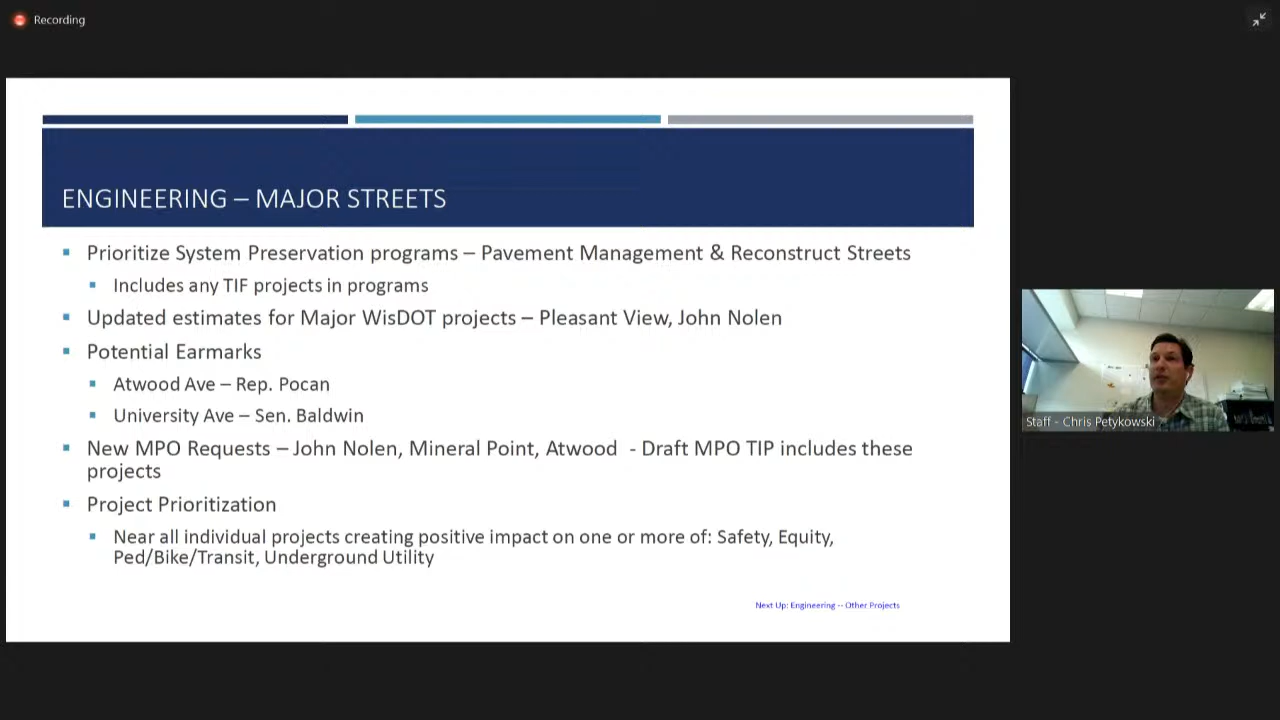 Recording
ENGINEERING – MAJOR STREETS
Prioritize System Preservation programs – Pavement Management & Reconstruct Streets
Includes any TIF projects in programs
Updated estimates for Major WisDOT projects – Pleasant View, John Nolen
Potential Earmarks
Atwood Ave – Rep. Pocan
University Ave – Sen. Baldwin
New MPO Requests – John Nolen, Mineral Point, Atwood - Draft MPO TIP includes these
projects
Project Prioritization
Near all individual projects creating positive impact on one or more of: Safety, Equity,
Ped/Bike/Transit, Underground Utility
Next Up: Engineering -- Other Projects
Staff - Chris Petykowski